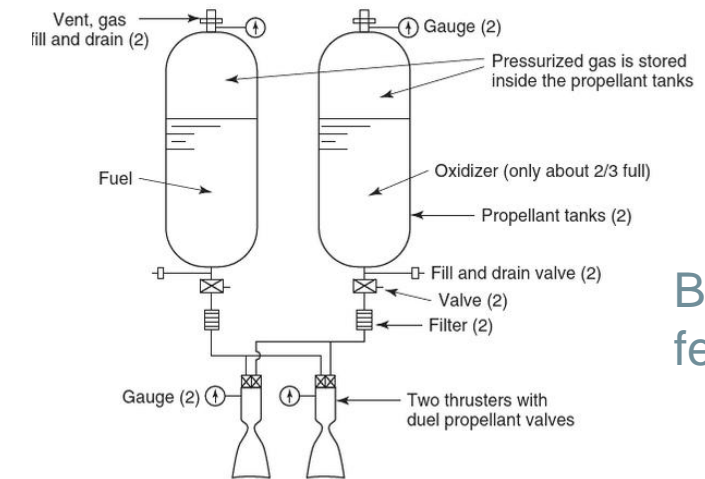 Vent, gas
fill and drain (2)
Gauge (2)
Pressurized gas is stored
inside the propellant tanks
Fuel
Oxidizer (only about 2/3 full)
Propellant tanks (2)
Fill and drain valve (2)
Valve (2)
Filter (2)
Gauge (2)
Two thrusters with
duel propellant valves
B
fe